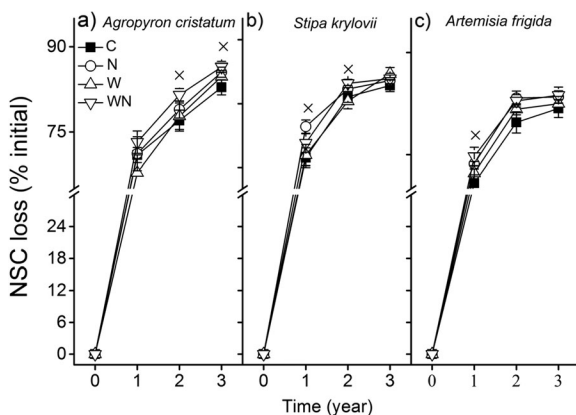 a) Agropyron cristatum
b) Stipa krylovii
c) Artemisia frigida
C
N
W
WN
×
×
×
×
×
NSC loss (% initial)
90
75
24
18
12
6
0
0 1 2 3
0 1 2 3
0 1 2 3
Time (year)